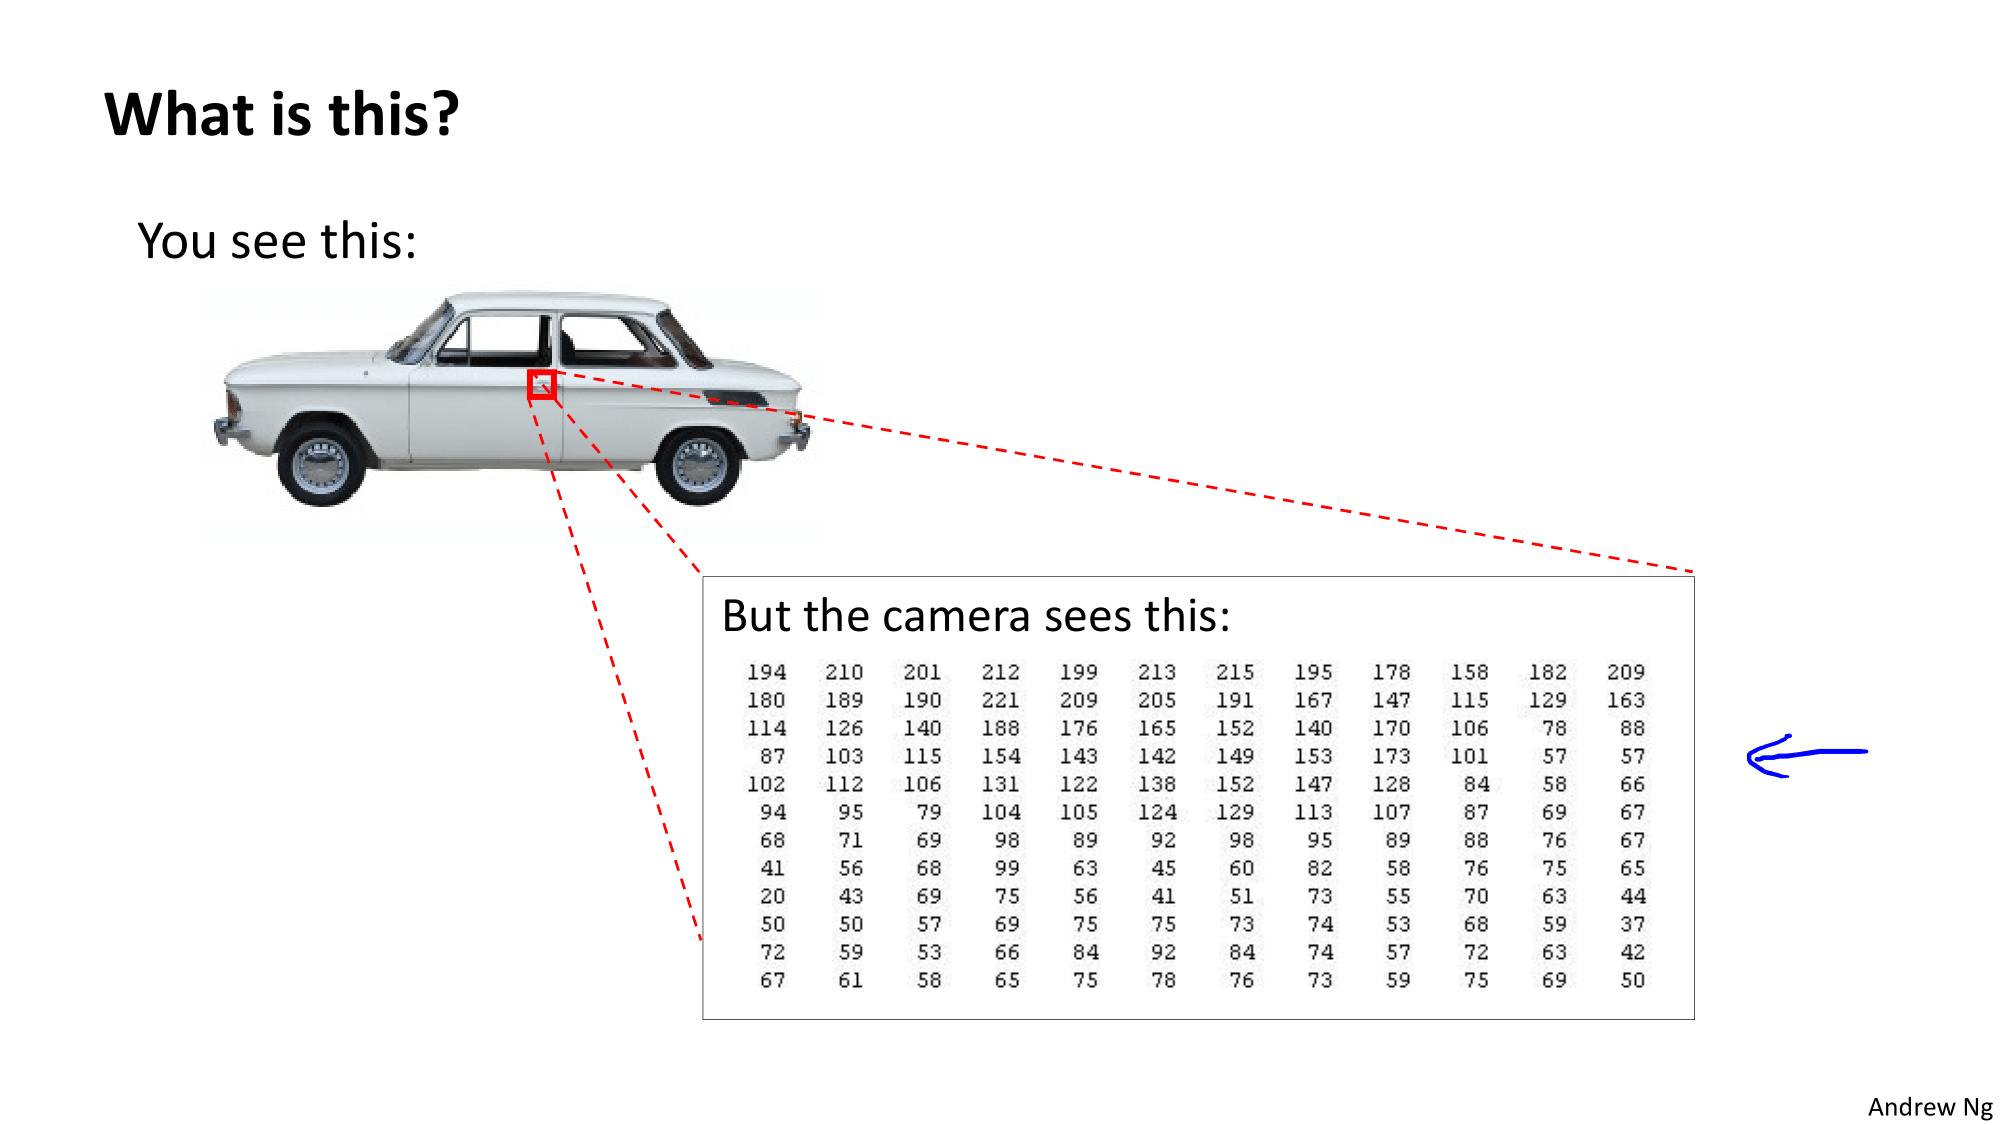 What is this?
You see this:
But the camera sees this:
194 210 201 212 199 213 215 195 178 158 182 209
180 189 190 221 209 205 191 167 147 115 129 163
114 126 140 188 176 165 152 140 170 106 78 88
87 103 115 154 143 142 149 153 173 101 57 57
102 112 106 131 122 138 152 147 128 84 58 66
94 95 79 104 105 124 129 113 107 87 69 67
68 71 69 98 89 92 98 95 89 88 76 67
41 56 68 99 63 45 60 82 58 76 75 65
20 43 69 75 56 41 51 73 55 70 63 44
50 50 57 69 75 75 73 74 53 68 59 37
72 59 53 66 84 92 84 74 57 72 63 42
67 61 58 65 75 78 76 73 59 75 69 50
Andrew Ng